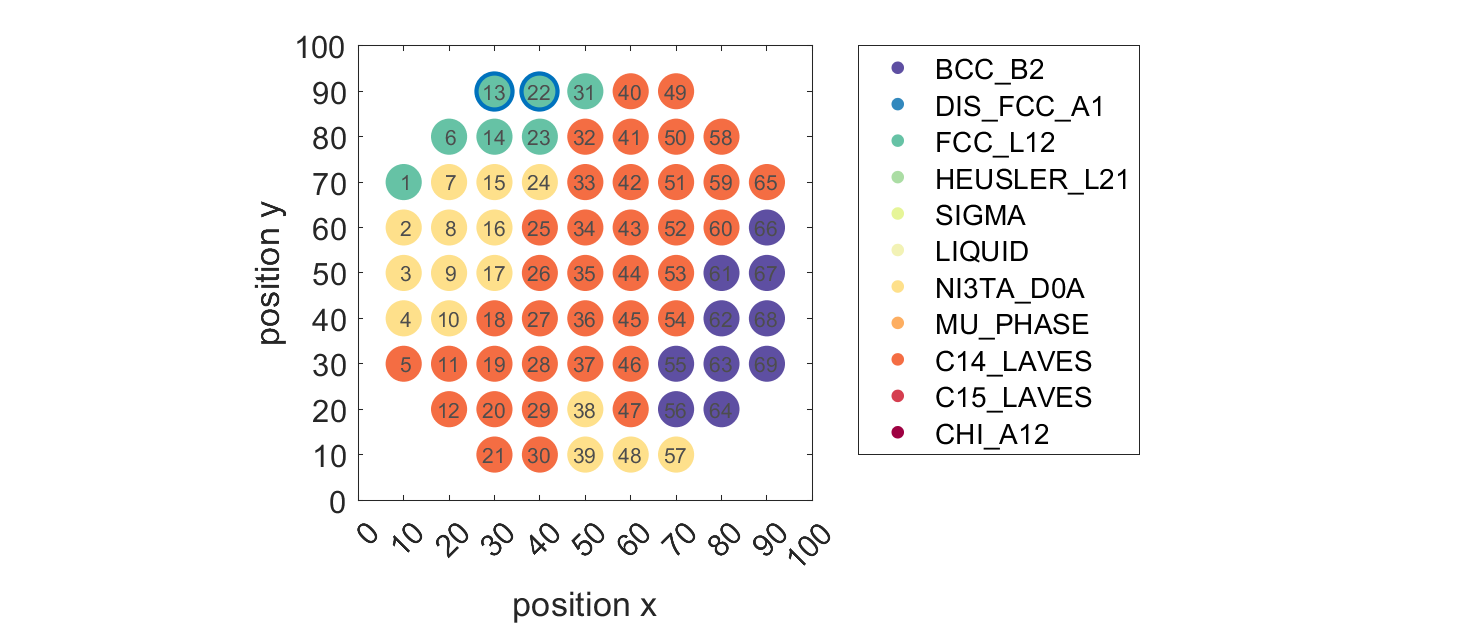 100
90 13 22 31 40 49
80 6 14 23 32 41 50 58
70 1 7 15 24 33 42 51 59 65
60 2 8 16 25 34 43 52 60 66
50 3 9 17 26 35 44 53 61 67
40 4 10 18 27 36 45 54 62 68
30 5 11 19 28 37 46 55 63 69
20 12 20 29 38 47 56 64
10 21 30 39 48 57
0
0 10 20 30 40 50 60 70 80 90 100
position x
position y
BCC_B2
DIS_FCC_A1
FCC_L12
HEUSLER_L21
SIGMA
LIQUID
NI3TA_D0A
MU_PHASE
C14_LAVES
C15_LAVES
CHI_A12